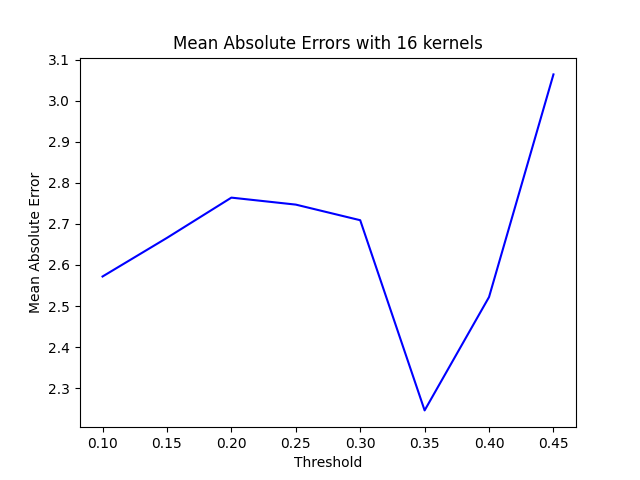 Mean Absolute Errors with 16 kernels
3.1
3.0
2.9
2.8
2.7
2.6
2.5
2.4
2.3
Mean Absolute Error
0.10 0.15 0.20 0.25 0.30 0.35 0.40 0.45
Threshold